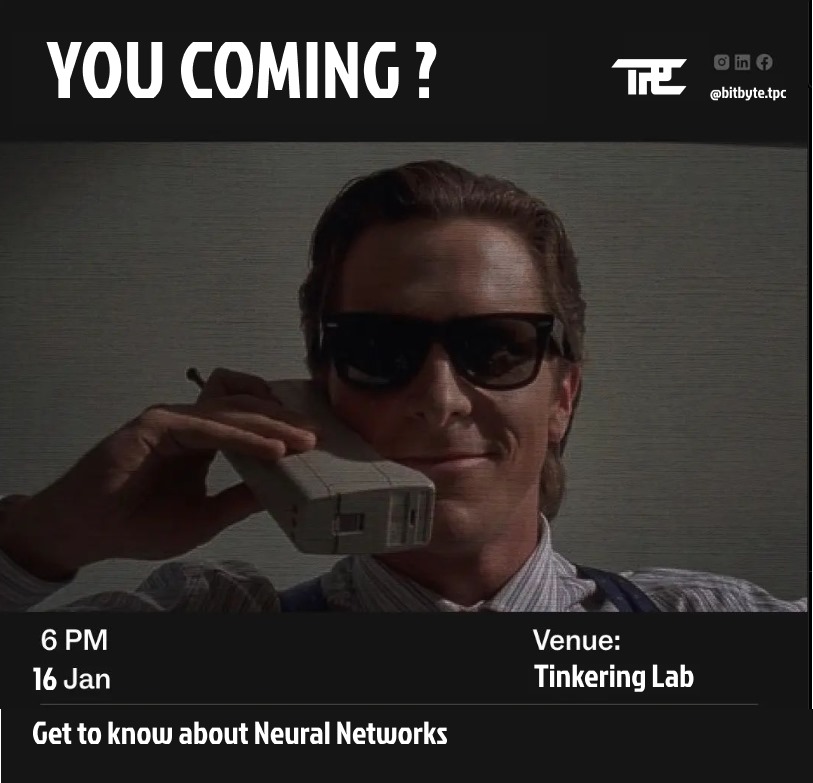 YOU COMING ?
TPC
@bitbyte.tpc
6 PM
16 Jan
Venue:
Tinkering Lab
Get to know about Neural Networks